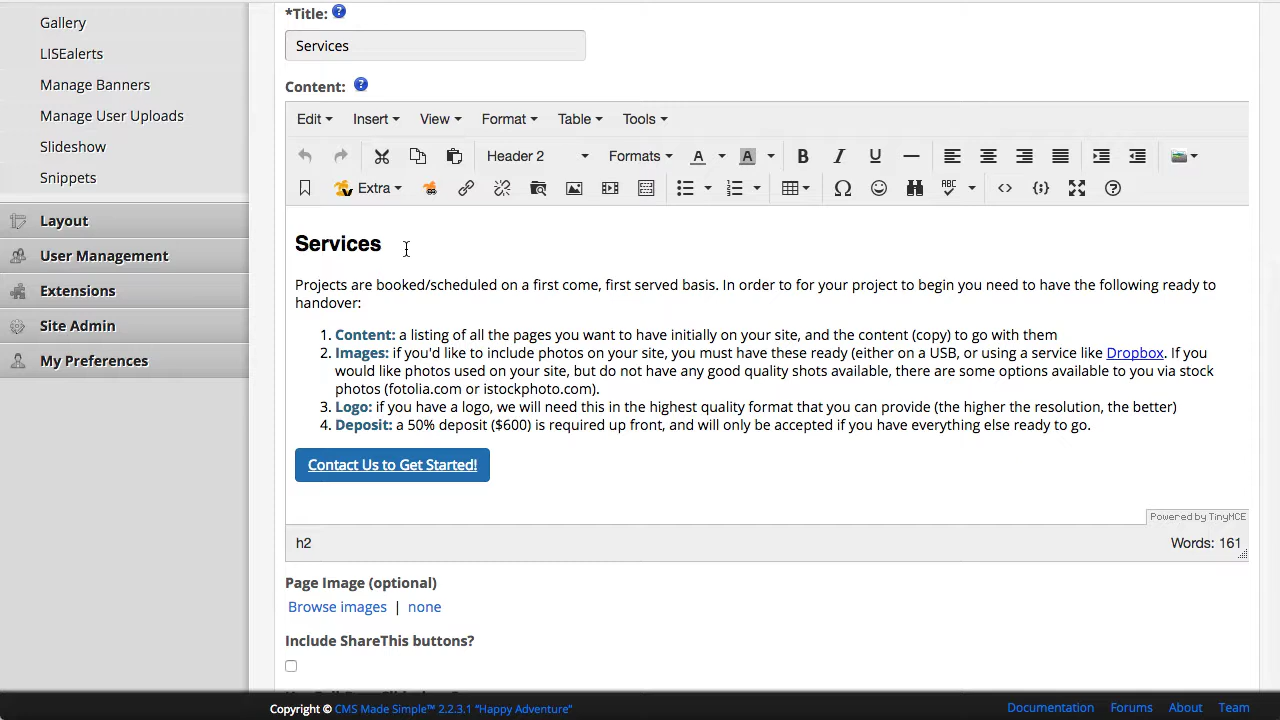 Gallery
LISEalerts
Manage Banners
Manage User Uploads
Slideshow
Snippets
Layout
User Management
Extensions
Site Admin
My Preferences
*Title:
Services
Content:
Edit Insert View Format Table Tools
Header 2 Formats A A B I U
Extra ABC
Services
Projects are booked/scheduled on a first come, first served basis. In order to for your project to begin you need to have the following ready to
handover:
1. Content: a listing of all the pages you want to have initially on your site, and the content (copy) to go with them
2. Images: if you'd like to include photos on your site, you must have these ready (either on a USB, or using a service like Dropbox. If you
would like photos used on your site, but do not have any good quality shots available, there are some options available to you via stock
photos (fotolia.com or istockphoto.com).
3. Logo: if you have a logo, we will need this in the highest quality format that you can provide (the higher the resolution, the better)
4. Deposit: a 50% deposit ($600) is required up front, and will only be accepted if you have everything else ready to go.
Contact Us to Get Started!
Powered by TinyMCE
h2 Words: 161
Page Image (optional)
Browse images | none
Include ShareThis buttons?
Copyright © CMS Made Simple™ 2.2.3.1 "Happy Adventure" Documentation Forums About Team